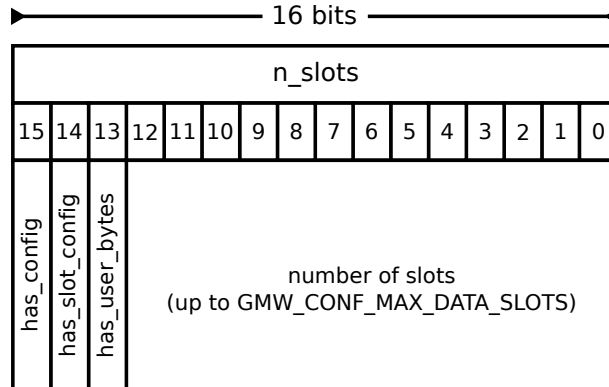 16 bits
n_slots
15 14 13 12 11 10 9 8 7 6 5 4 3 2 1 0
has_config
has_slot_config
has_user_bytes
number of slots
(up to GMW_CONF_MAX_DATA_SLOTS)